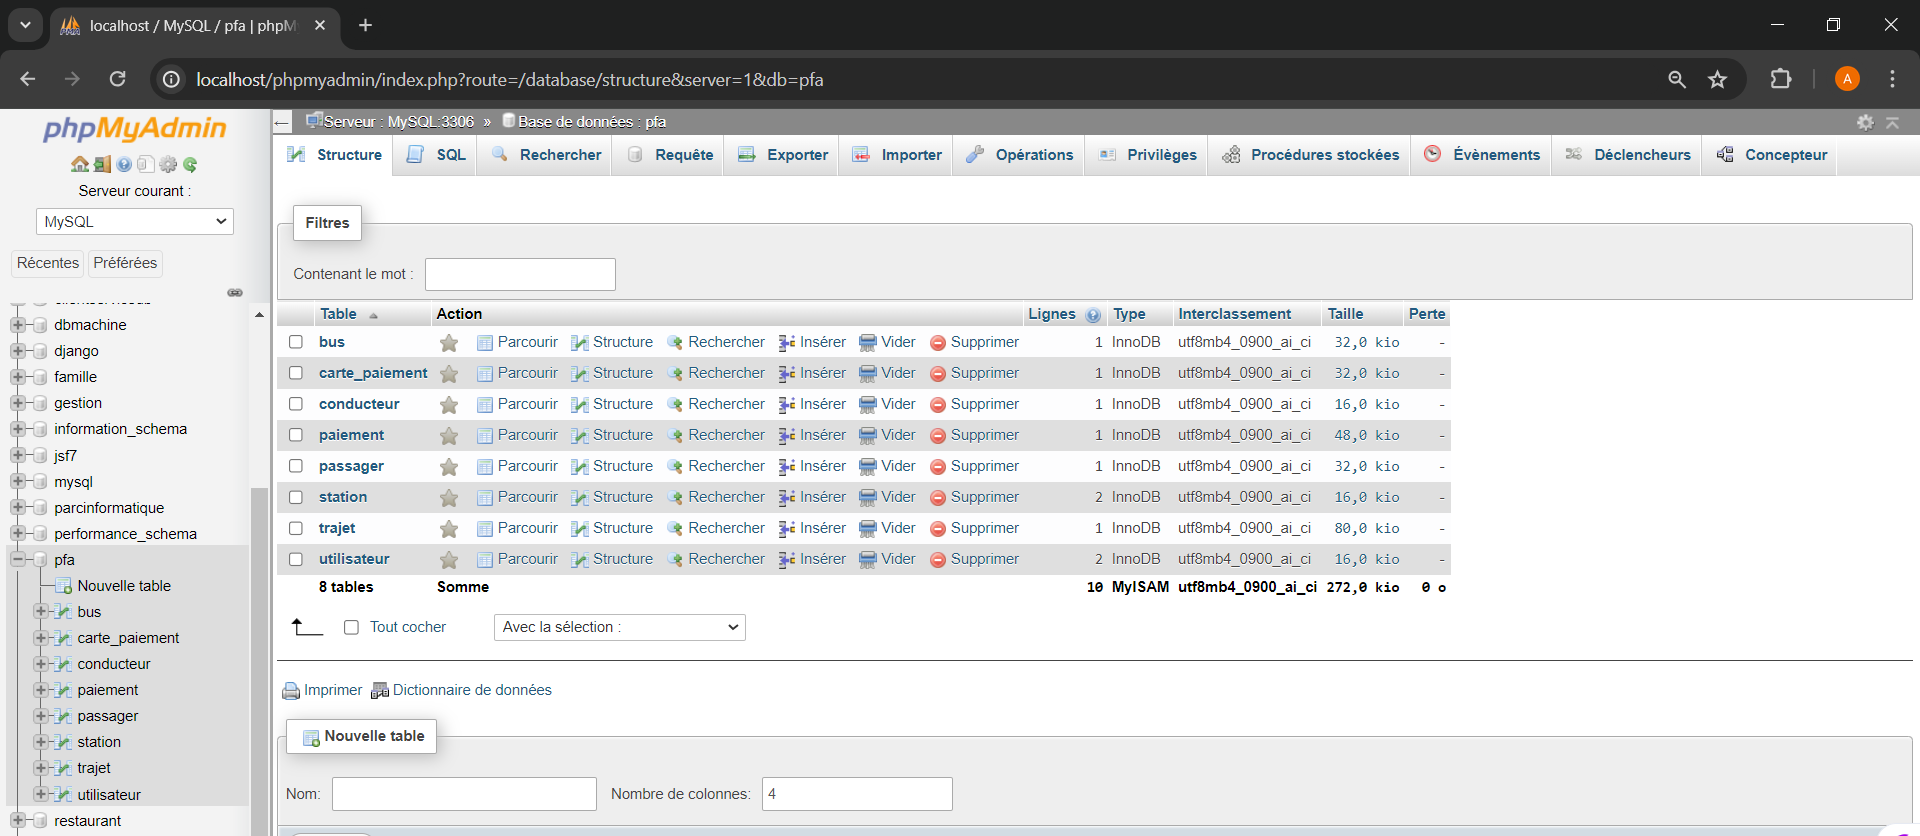 localhost / MySQL / pfa | phpM
localhost/phpmyadmin/index.php?route=/database/structure&server=1&db=pfa
A
phpMyAdmin
Serveur courant :
MySQL
Récentes Préférées
dbmachine
django
famille
gestion
information_schema
jsf7
mysql
parcinformatique
performance_schema
pfa
Nouvelle table
bus
carte_paiement
conducteur
paiement
passager
station
trajet
utilisateur
restaurant
Serveur : MySQL:3306 » Base de données : pfa
Structure SQL Rechercher Requête Exporter Importer Opérations Privilèges Procédures stockées Évènements Déclencheurs Concepteur
Filtres
Contenant le mot :
Table Action Lignes Type Interclassement Taille Perte
bus Parcourir Structure Rechercher Insérer Vider Supprimer 1 InnoDB utf8mb4_0900_ai_ci 32,0 kio -
carte_paiement Parcourir Structure Rechercher Insérer Vider Supprimer 1 InnoDB utf8mb4_0900_ai_ci 32,0 kio -
conducteur Parcourir Structure Rechercher Insérer Vider Supprimer 1 InnoDB utf8mb4_0900_ai_ci 16,0 kio -
paiement Parcourir Structure Rechercher Insérer Vider Supprimer 1 InnoDB utf8mb4_0900_ai_ci 48,0 kio -
passager Parcourir Structure Rechercher Insérer Vider Supprimer 1 InnoDB utf8mb4_0900_ai_ci 32,0 kio -
station Parcourir Structure Rechercher Insérer Vider Supprimer 2 InnoDB utf8mb4_0900_ai_ci 16,0 kio -
trajet Parcourir Structure Rechercher Insérer Vider Supprimer 1 InnoDB utf8mb4_0900_ai_ci 80,0 kio -
utilisateur Parcourir Structure Rechercher Insérer Vider Supprimer 2 InnoDB utf8mb4_0900_ai_ci 16,0 kio -
8 tables Somme 10 MyISAM utf8mb4_0900_ai_ci 272,0 kio 0 o
Tout cocher Avec la sélection :
Imprimer Dictionnaire de données
Nouvelle table
Nom: Nombre de colonnes: 4